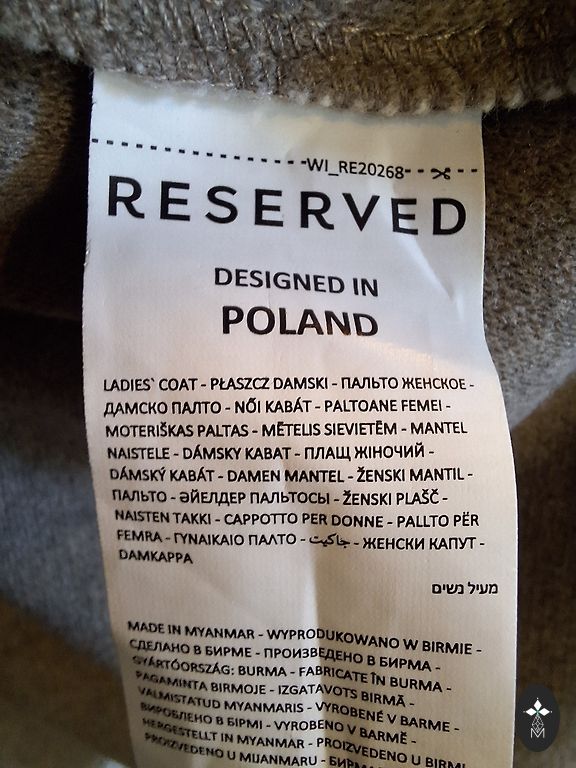 WI_RE20268
RESERVED
DESIGNED IN
POLAND
LADIES` COAT - PŁASZCZ DAMSKI - ПАЛЬТО ЖЕНСКОЕ -
ДАМСКО ПАЛТО - NŐI KABÁT - PALTOANE FEMEI -
MOTERIŠKAS PALTAS - MĒTELIS SIEVIETĒM - MANTEL
NAISTELE - DÁMSKY KABAT - ПЛАЩ ЖІНОЧИЙ -
DÁMSKÝ KABÁT - DAMEN MANTEL - ŽENSKI MANTIL -
ПАЛЬТО - ӘЙЕЛДЕР ПАЛЬТОСЫ - ŽENSKI PLAŠČ -
NAISTEN TAKKI - CAPPOTTO PER DONNE - PALLTO PËR
FEMRA - ΓΥΝΑΙΚΑΙΟ ΠΑΛΤΟ - جاكيت - ЖЕНСКИ КАПУТ -
DAMKAPPA
מעיל נשים
MADE IN MYANMAR - WYPRODUKOWANO W BIRMIE -
СДЕЛАНО В БИРМЕ - ПРОИЗВЕДЕНО В БИРМА -
GYÁRTÓORSZÁG: BURMA - FABRICATE ÎN BURMA -
PAGAMINTA BIRMOJE - IZGATAVOTS BIRMĀ -
VALMISTATUD MYANMARIS - VYROBENÉ V BARME -
ВИРОБЛЕНО В БІРМІ - VYROBENO V BARMĚ -
HERGESTELLT IN MYANMAR - PROIZVEDENO U BIRMI
PROIZVEDENO U MIJANMARU -
M